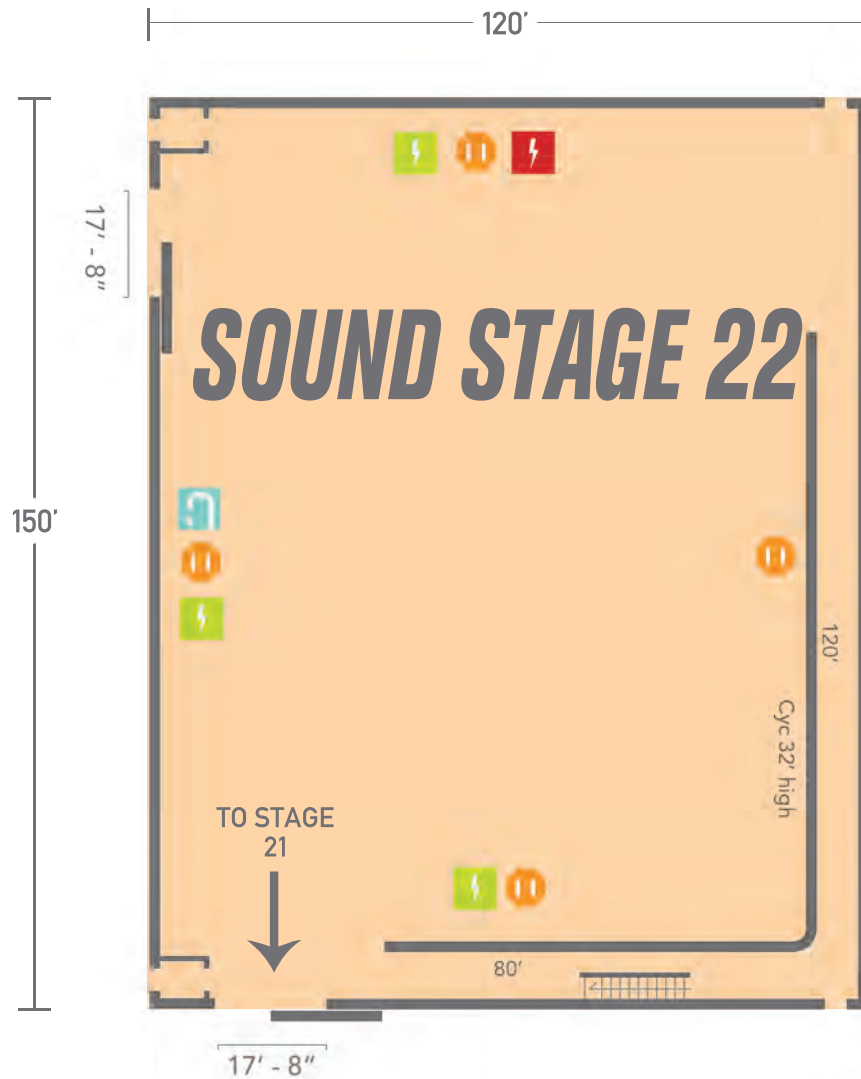 120’
17’ - 8”
SOUND STAGE 22
150’
120’
Cyc 32’ high
TO STAGE
21
80’
17’ - 8”